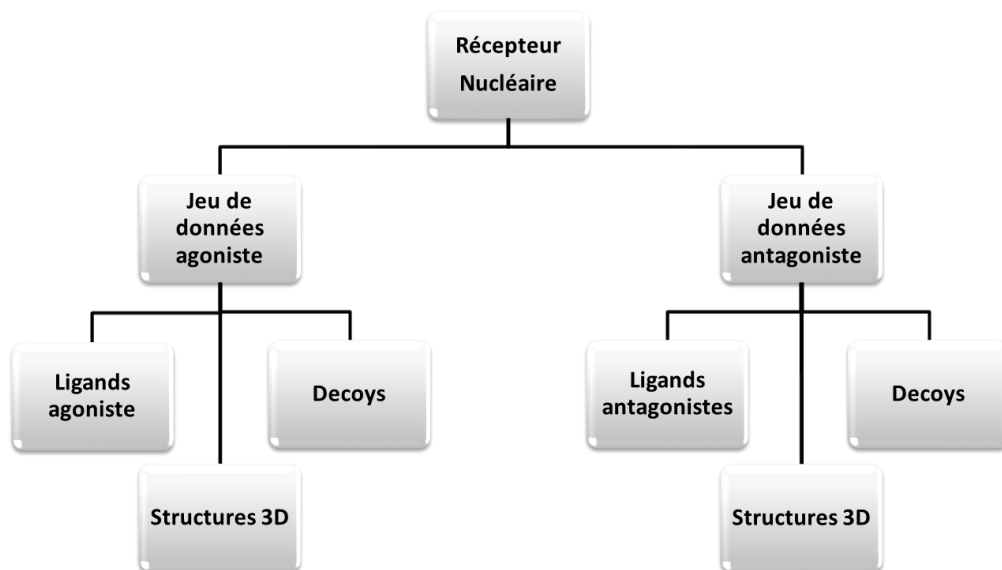 Récepteur
Nucléaire
Jeu de
données
agoniste
Jeu de
données
antagoniste
Ligands
agoniste
Decoys
Ligands
antagonistes
Decoys
Structures 3D
Structures 3D